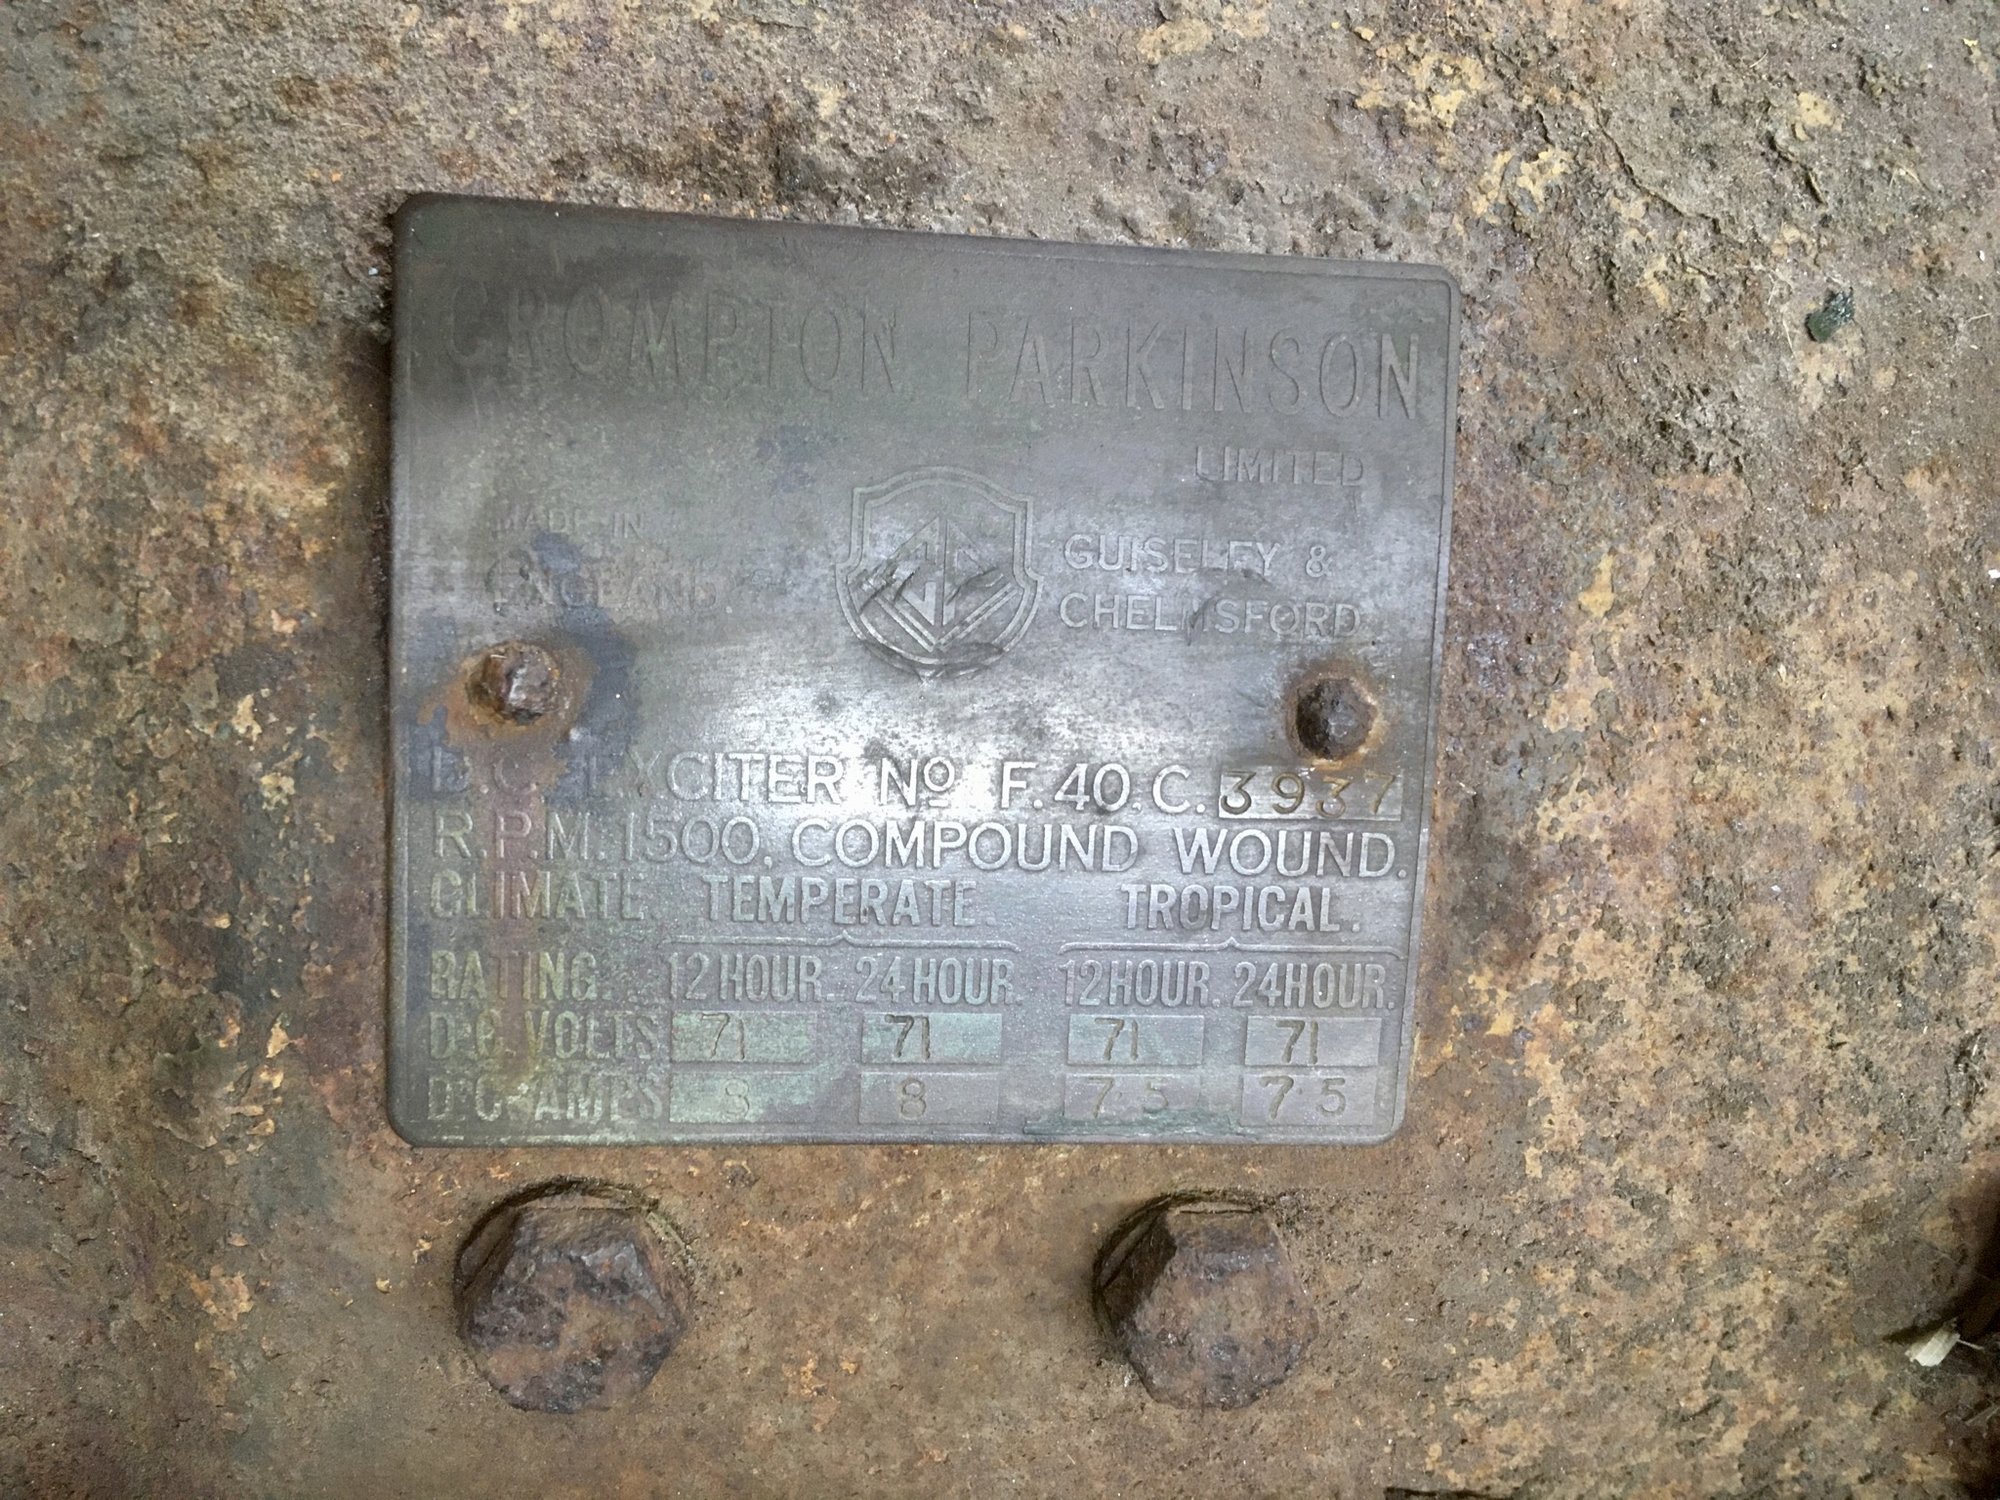 CROMPTON PARKINSON
LIMITED
MADE IN
ENGLAND
GUISELEY &
CHELMSFORD
D.C. EXCITER No F.40.C. 3937
R.P.M. 1500. COMPOUND WOUND.
CLIMATE. TEMPERATE. TROPICAL.
RATING. 12 HOUR. 24 HOUR. 12 HOUR. 24 HOUR.
D.C. VOLTS 71 71 71 71
D.C. AMPS 8 8 7.5 7.5